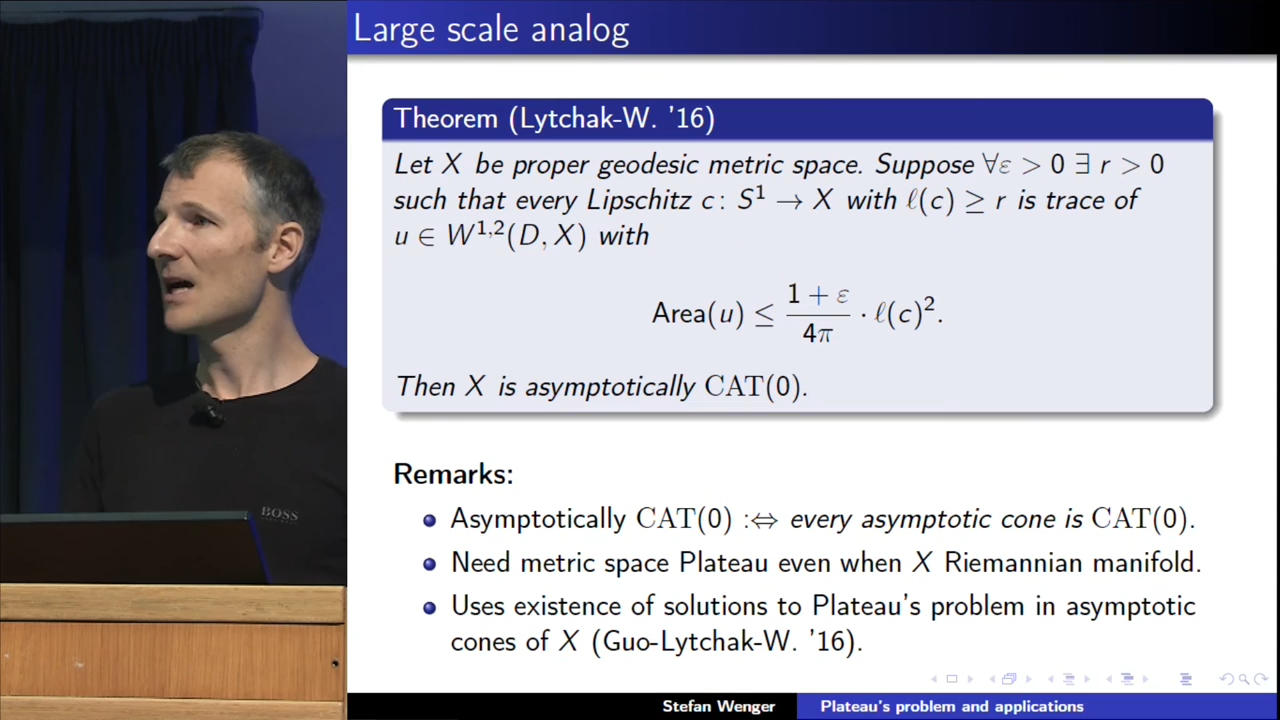 Large scale analog
Theorem (Lytchak-W. '16)
Let X be proper geodesic metric space. Suppose ∀ε > 0 ∃ r > 0
such that every Lipschitz c: S¹ → X with ℓ(c) ≥ r is trace of
u ∈ W^{1,2}(D, X) with
Area(u) ≤ \frac{1 + ε}{4π} · ℓ(c)².
Then X is asymptotically CAT(0).
Remarks:
Asymptotically CAT(0) :⇔ every asymptotic cone is CAT(0).
Need metric space Plateau even when X Riemannian manifold.
Uses existence of solutions to Plateau's problem in asymptotic
cones of X (Guo-Lytchak-W. '16).
BOSS
Stefan Wenger
Plateau's problem and applications